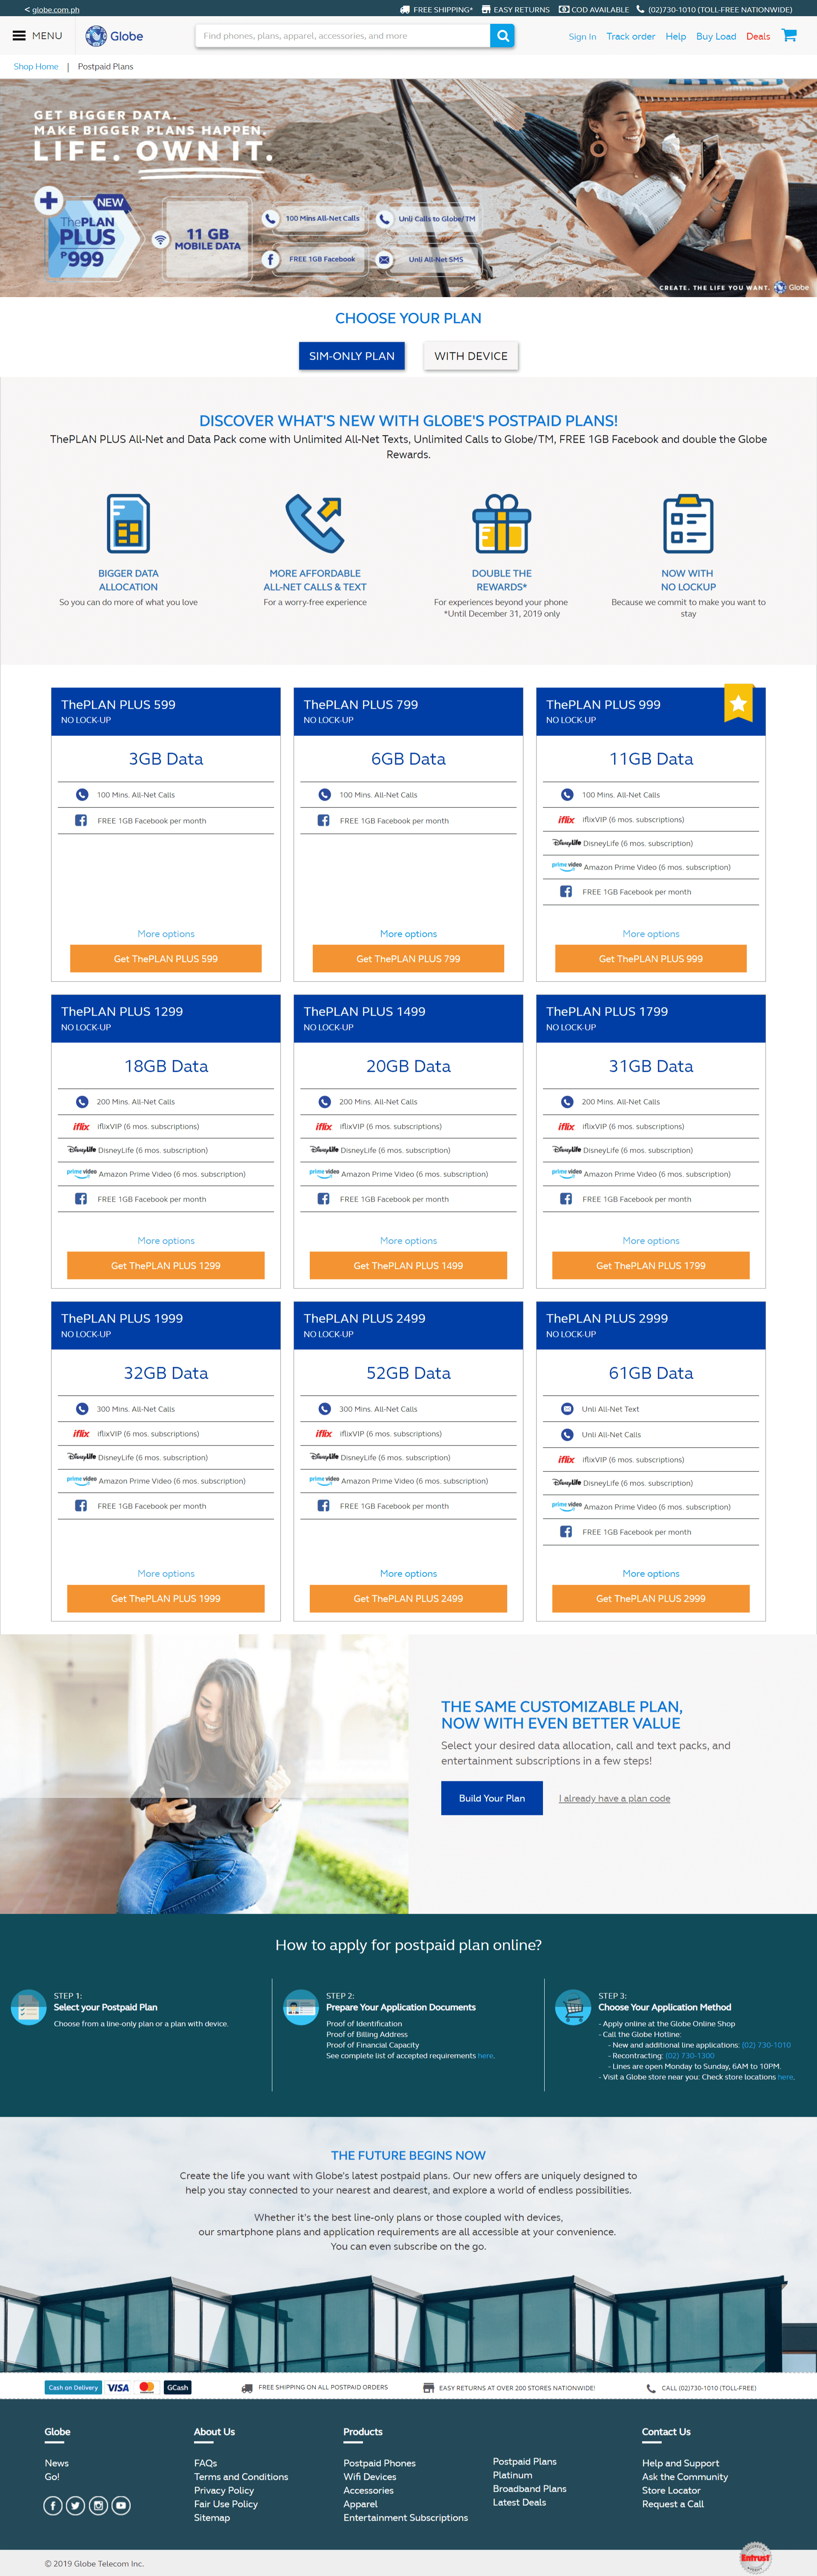 < globe.com.ph
FREE SHIPPING* EASY RETURNS COD AVAILABLE (02)730-1010 (TOLL-FREE NATIONWIDE)
MENU Globe Find phones, plans, apparel, accessories, and more Sign In Track order Help Buy Load Deals
Shop Home | Postpaid Plans
GET BIGGER DATA.
MAKE BIGGER PLANS HAPPEN.
LIFE. OWN IT.
NEW
ThePLAN
PLUS
₱999
11 GB
MOBILE DATA
100 Mins All-Net Calls
Unli Calls to Globe/TM
FREE 1GB Facebook
Unli All-Net SMS
CREATE. THE LIFE YOU WANT. Globe
CHOOSE YOUR PLAN
SIM-ONLY PLAN WITH DEVICE
DISCOVER WHAT'S NEW WITH GLOBE'S POSTPAID PLANS!
ThePLAN PLUS All-Net and Data Pack come with Unlimited All-Net Texts, Unlimited Calls to Globe/TM, FREE 1GB Facebook and double the Globe
Rewards.
BIGGER DATA
ALLOCATION
So you can do more of what you love
MORE AFFORDABLE
ALL-NET CALLS & TEXT
For a worry-free experience
DOUBLE THE
REWARDS*
For experiences beyond your phone
*Until December 31, 2019 only
NOW WITH
NO LOCKUP
Because we commit to make you want to
stay
ThePLAN PLUS 599
NO LOCK-UP
3GB Data
100 Mins. All-Net Calls
FREE 1GB Facebook per month
More options
Get ThePLAN PLUS 599
ThePLAN PLUS 799
NO LOCK-UP
6GB Data
100 Mins. All-Net Calls
FREE 1GB Facebook per month
More options
Get ThePLAN PLUS 799
ThePLAN PLUS 999
NO LOCK-UP
11GB Data
100 Mins. All-Net Calls
iflix iflixVIP (6 mos. subscriptions)
DisneyLife DisneyLife (6 mos. subscription)
prime video Amazon Prime Video (6 mos. subscription)
FREE 1GB Facebook per month
More options
Get ThePLAN PLUS 999
ThePLAN PLUS 1299
NO LOCK-UP
18GB Data
200 Mins. All-Net Calls
iflix iflixVIP (6 mos. subscriptions)
DisneyLife DisneyLife (6 mos. subscription)
prime video Amazon Prime Video (6 mos. subscription)
FREE 1GB Facebook per month
More options
Get ThePLAN PLUS 1299
ThePLAN PLUS 1499
NO LOCK-UP
20GB Data
200 Mins. All-Net Calls
iflix iflixVIP (6 mos. subscriptions)
DisneyLife DisneyLife (6 mos. subscription)
prime video Amazon Prime Video (6 mos. subscription)
FREE 1GB Facebook per month
More options
Get ThePLAN PLUS 1499
ThePLAN PLUS 1799
NO LOCK-UP
31GB Data
200 Mins. All-Net Calls
iflix iflixVIP (6 mos. subscriptions)
DisneyLife DisneyLife (6 mos. subscription)
prime video Amazon Prime Video (6 mos. subscription)
FREE 1GB Facebook per month
More options
Get ThePLAN PLUS 1799
ThePLAN PLUS 1999
NO LOCK-UP
32GB Data
300 Mins. All-Net Calls
iflix iflixVIP (6 mos. subscriptions)
DisneyLife DisneyLife (6 mos. subscription)
prime video Amazon Prime Video (6 mos. subscription)
FREE 1GB Facebook per month
More options
Get ThePLAN PLUS 1999
ThePLAN PLUS 2499
NO LOCK-UP
52GB Data
300 Mins. All-Net Calls
iflix iflixVIP (6 mos. subscriptions)
DisneyLife DisneyLife (6 mos. subscription)
prime video Amazon Prime Video (6 mos. subscription)
FREE 1GB Facebook per month
More options
Get ThePLAN PLUS 2499
ThePLAN PLUS 2999
NO LOCK-UP
61GB Data
Unli All-Net Text
Unli All-Net Calls
iflix iflixVIP (6 mos. subscriptions)
DisneyLife DisneyLife (6 mos. subscription)
prime video Amazon Prime Video (6 mos. subscription)
FREE 1GB Facebook per month
More options
Get ThePLAN PLUS 2999
THE SAME CUSTOMIZABLE PLAN,
NOW WITH EVEN BETTER VALUE
Select your desired data allocation, call and text packs, and
entertainment subscriptions in a few steps!
Build Your Plan I already have a plan code
How to apply for postpaid plan online?
STEP 1:
Select your Postpaid Plan
Choose from a line-only plan or a plan with device.
STEP 2:
Prepare Your Application Documents
Proof of Identification
Proof of Billing Address
Proof of Financial Capacity
See complete list of accepted requirements here.
STEP 3:
Choose Your Application Method
- Apply online at the Globe Online Shop
- Call the Globe Hotline:
- New and additional line applications: (02) 730-1010
- Recontracting: (02) 730-1300
- Lines are open Monday to Sunday, 6AM to 10PM.
- Visit a Globe store near you: Check store locations here.
THE FUTURE BEGINS NOW
Create the life you want with Globe's latest postpaid plans. Our new offers are uniquely designed to
help you stay connected to your nearest and dearest, and explore a world of endless possibilities.
Whether it's the best line-only plans or those coupled with devices,
our smartphone plans and application requirements are all accessible at your convenience.
You can even subscribe on the go.
Cash on Delivery VISA MasterCard GCash FREE SHIPPING ON ALL POSTPAID ORDERS EASY RETURNS AT OVER 200 STORES NATIONWIDE! CALL (02)730-1010 (TOLL-FREE)
Globe
News
Go!
About Us
FAQs
Terms and Conditions
Privacy Policy
Fair Use Policy
Sitemap
Products
Postpaid Phones
Wifi Devices
Accessories
Apparel
Entertainment Subscriptions
Postpaid Plans
Platinum
Broadband Plans
Latest Deals
Contact Us
Help and Support
Ask the Community
Store Locator
Request a Call
© 2019 Globe Telecom Inc.
Entrust